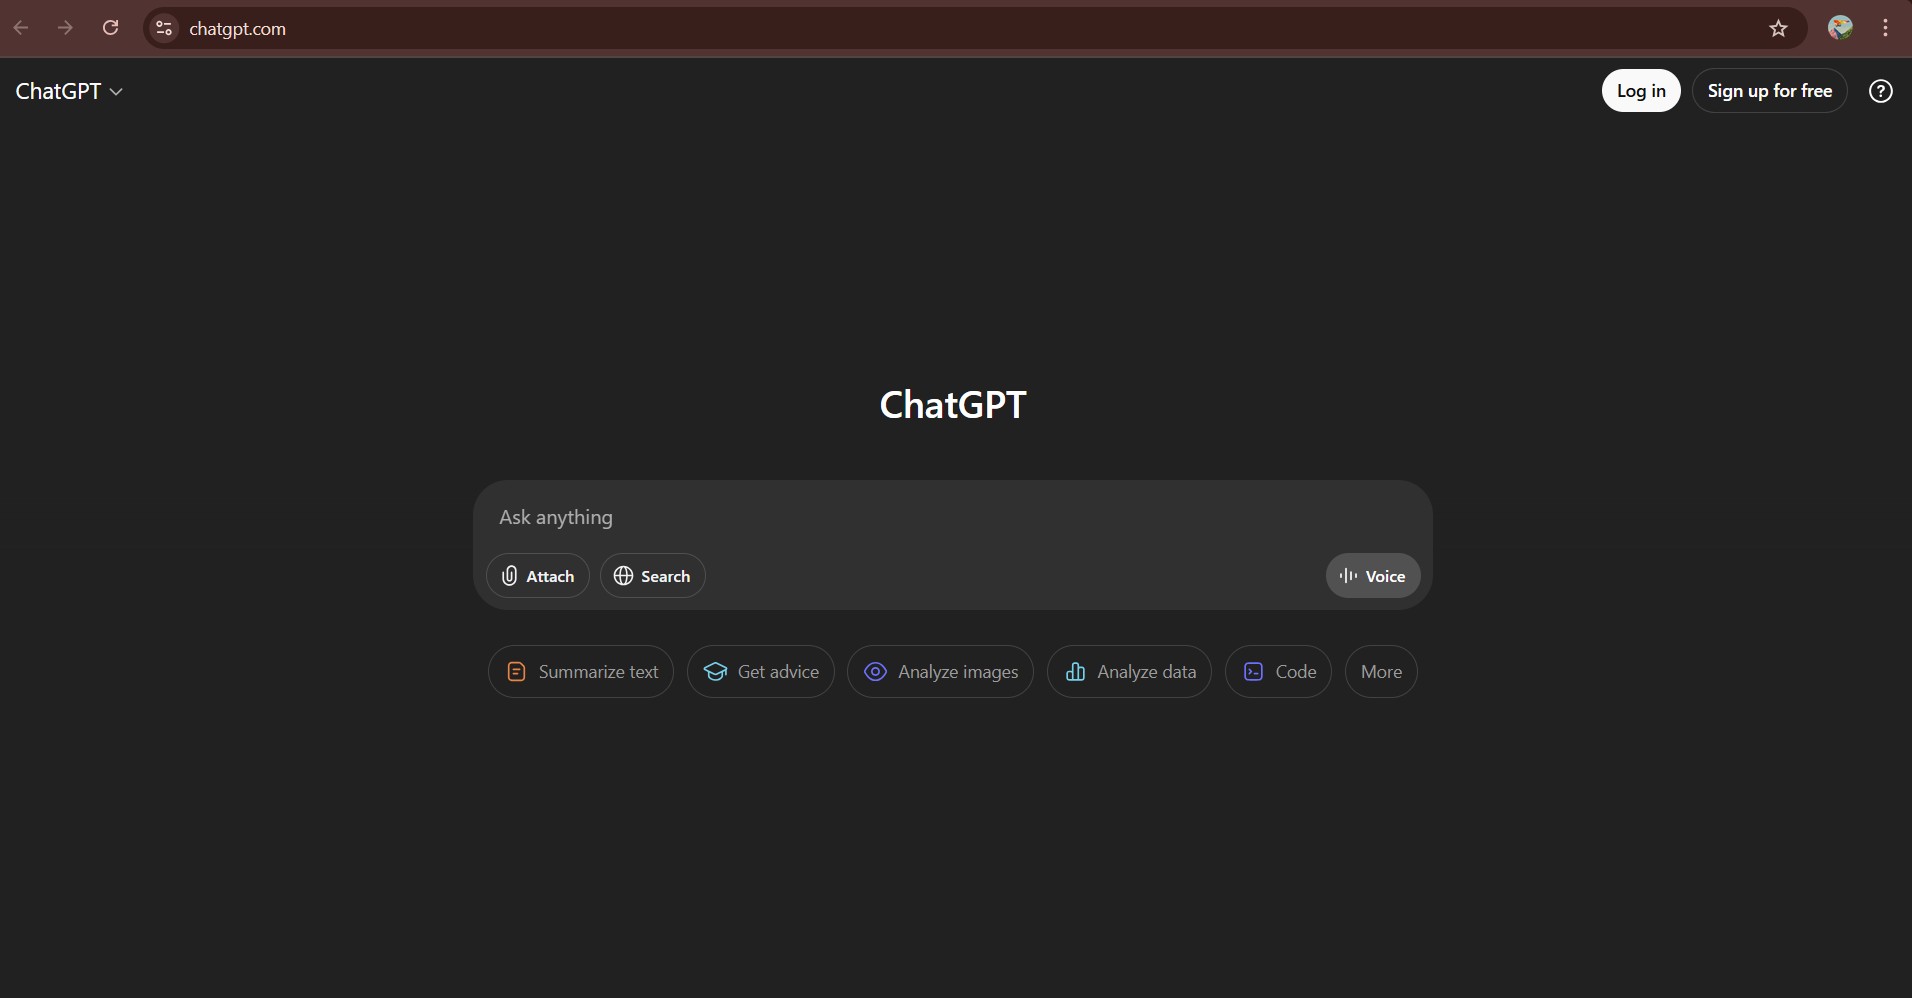 chatgpt.com
ChatGPT
Log in
Sign up for free
ChatGPT
Ask anything
Attach
Search
Voice
Summarize text
Get advice
Analyze images
Analyze data
Code
More